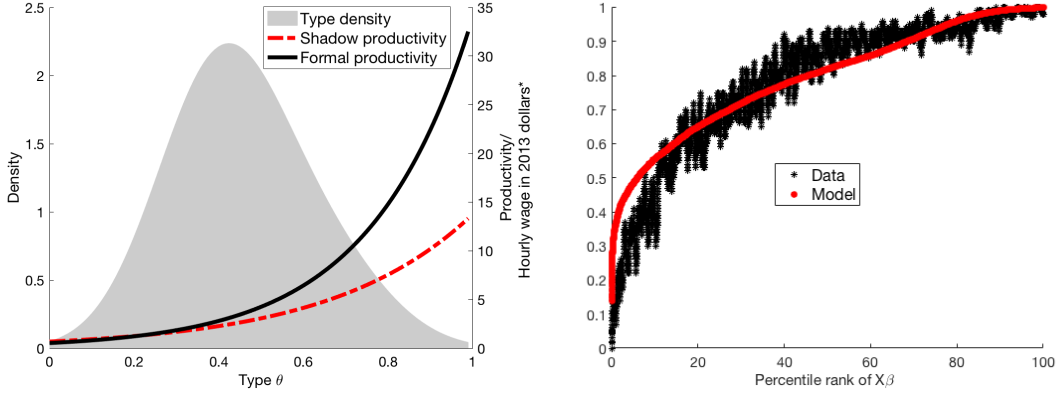 Type density
Shadow productivity
Formal productivity
Density
2.5
2
1.5
1
0.5
0
35
30
25
20
15
10
5
0
Productivity/
Hourly wage in 2013 dollars*
0 0.2 0.4 0.6 0.8 1
Type θ
1
0.9
0.8
0.7
0.6
0.5
0.4
0.3
0.2
0.1
0
Data
Model
0 20 40 60 80 100
Percentile rank of Xβ